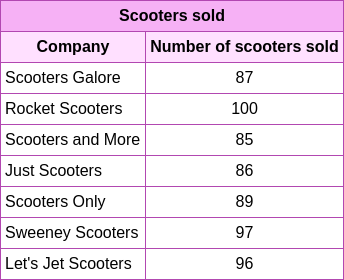 Scooters sold
Company Number of scooters sold
Scooters Galore 87
Rocket Scooters 100
Scooters and More 85
Just Scooters 86
Scooters Only 89
Sweeney Scooters 97
Let's Jet Scooters 96